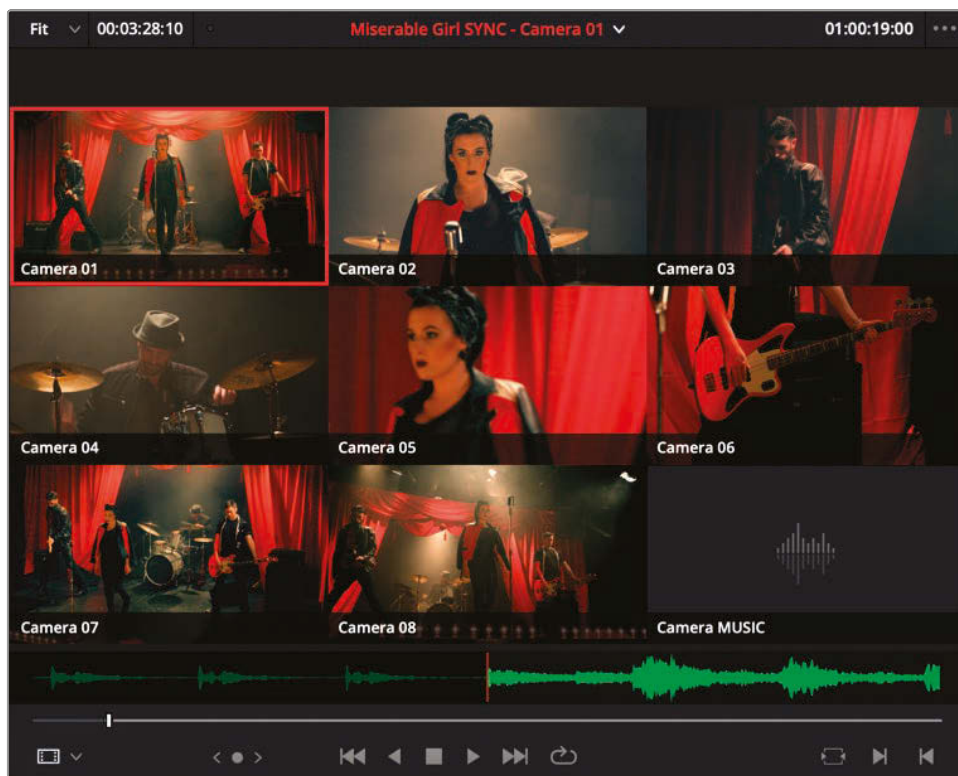 Fit 00:03:28:10 Miserable Girl SYNC - Camera 01 01:00:19:00
Camera 01
Camera 02
Camera 03
Camera 04
Camera 05
Camera 06
Camera 07
Camera 08
Camera MUSIC